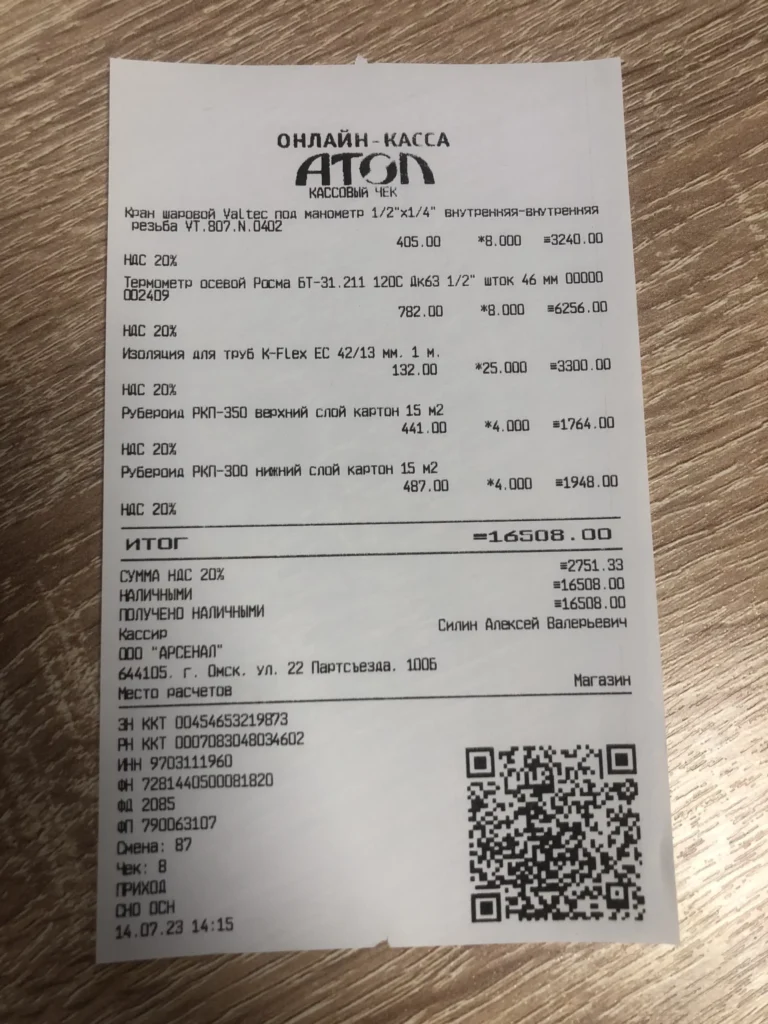 ОНЛАЙН-КАССА
АТОЛ
КАССОВЫЙ ЧЕК
Кран шаровой Valtec под манометр 1/2"x1/4" внутренняя-внутренняя
резьба VT.807.N.0402
405.00 *8.000 =3240.00
НДС 20%
Термометр осевой Росма БТ-31.211 120С Дк63 1/2" шток 46 мм 00000
002409
782.00 *8.000 =6256.00
НДС 20%
Изоляция для труб K-Flex EC 42/13 мм. 1 м.
132.00 *25.000 =3300.00
НДС 20%
Рубероид РКП-350 верхний слой картон 15 м2
441.00 *4.000 =1764.00
НДС 20%
Рубероид РКП-300 нижний слой картон 15 м2
487.00 *4.000 =1948.00
НДС 20%
ИТОГ =16508.00
СУММА НДС 20% =2751.33
НАЛИЧНЫМИ =16508.00
ПОЛУЧЕНО НАЛИЧНЫМИ =16508.00
Кассир Силин Алексей Валерьевич
ООО "АРСЕНАЛ"
644105. г. Омск. ул. 22 Партсъезда. 100Б
Место расчетов Магазин
ЗН ККТ 00454653219873
РН ККТ 0007083048034602
ИНН 9703111960
ФН 7281440500081820
ФД 2085
ФП 790063107
Смена: 87
Чек: 8
ПРИХОД
СНО ОСН
14.07.23 14:15